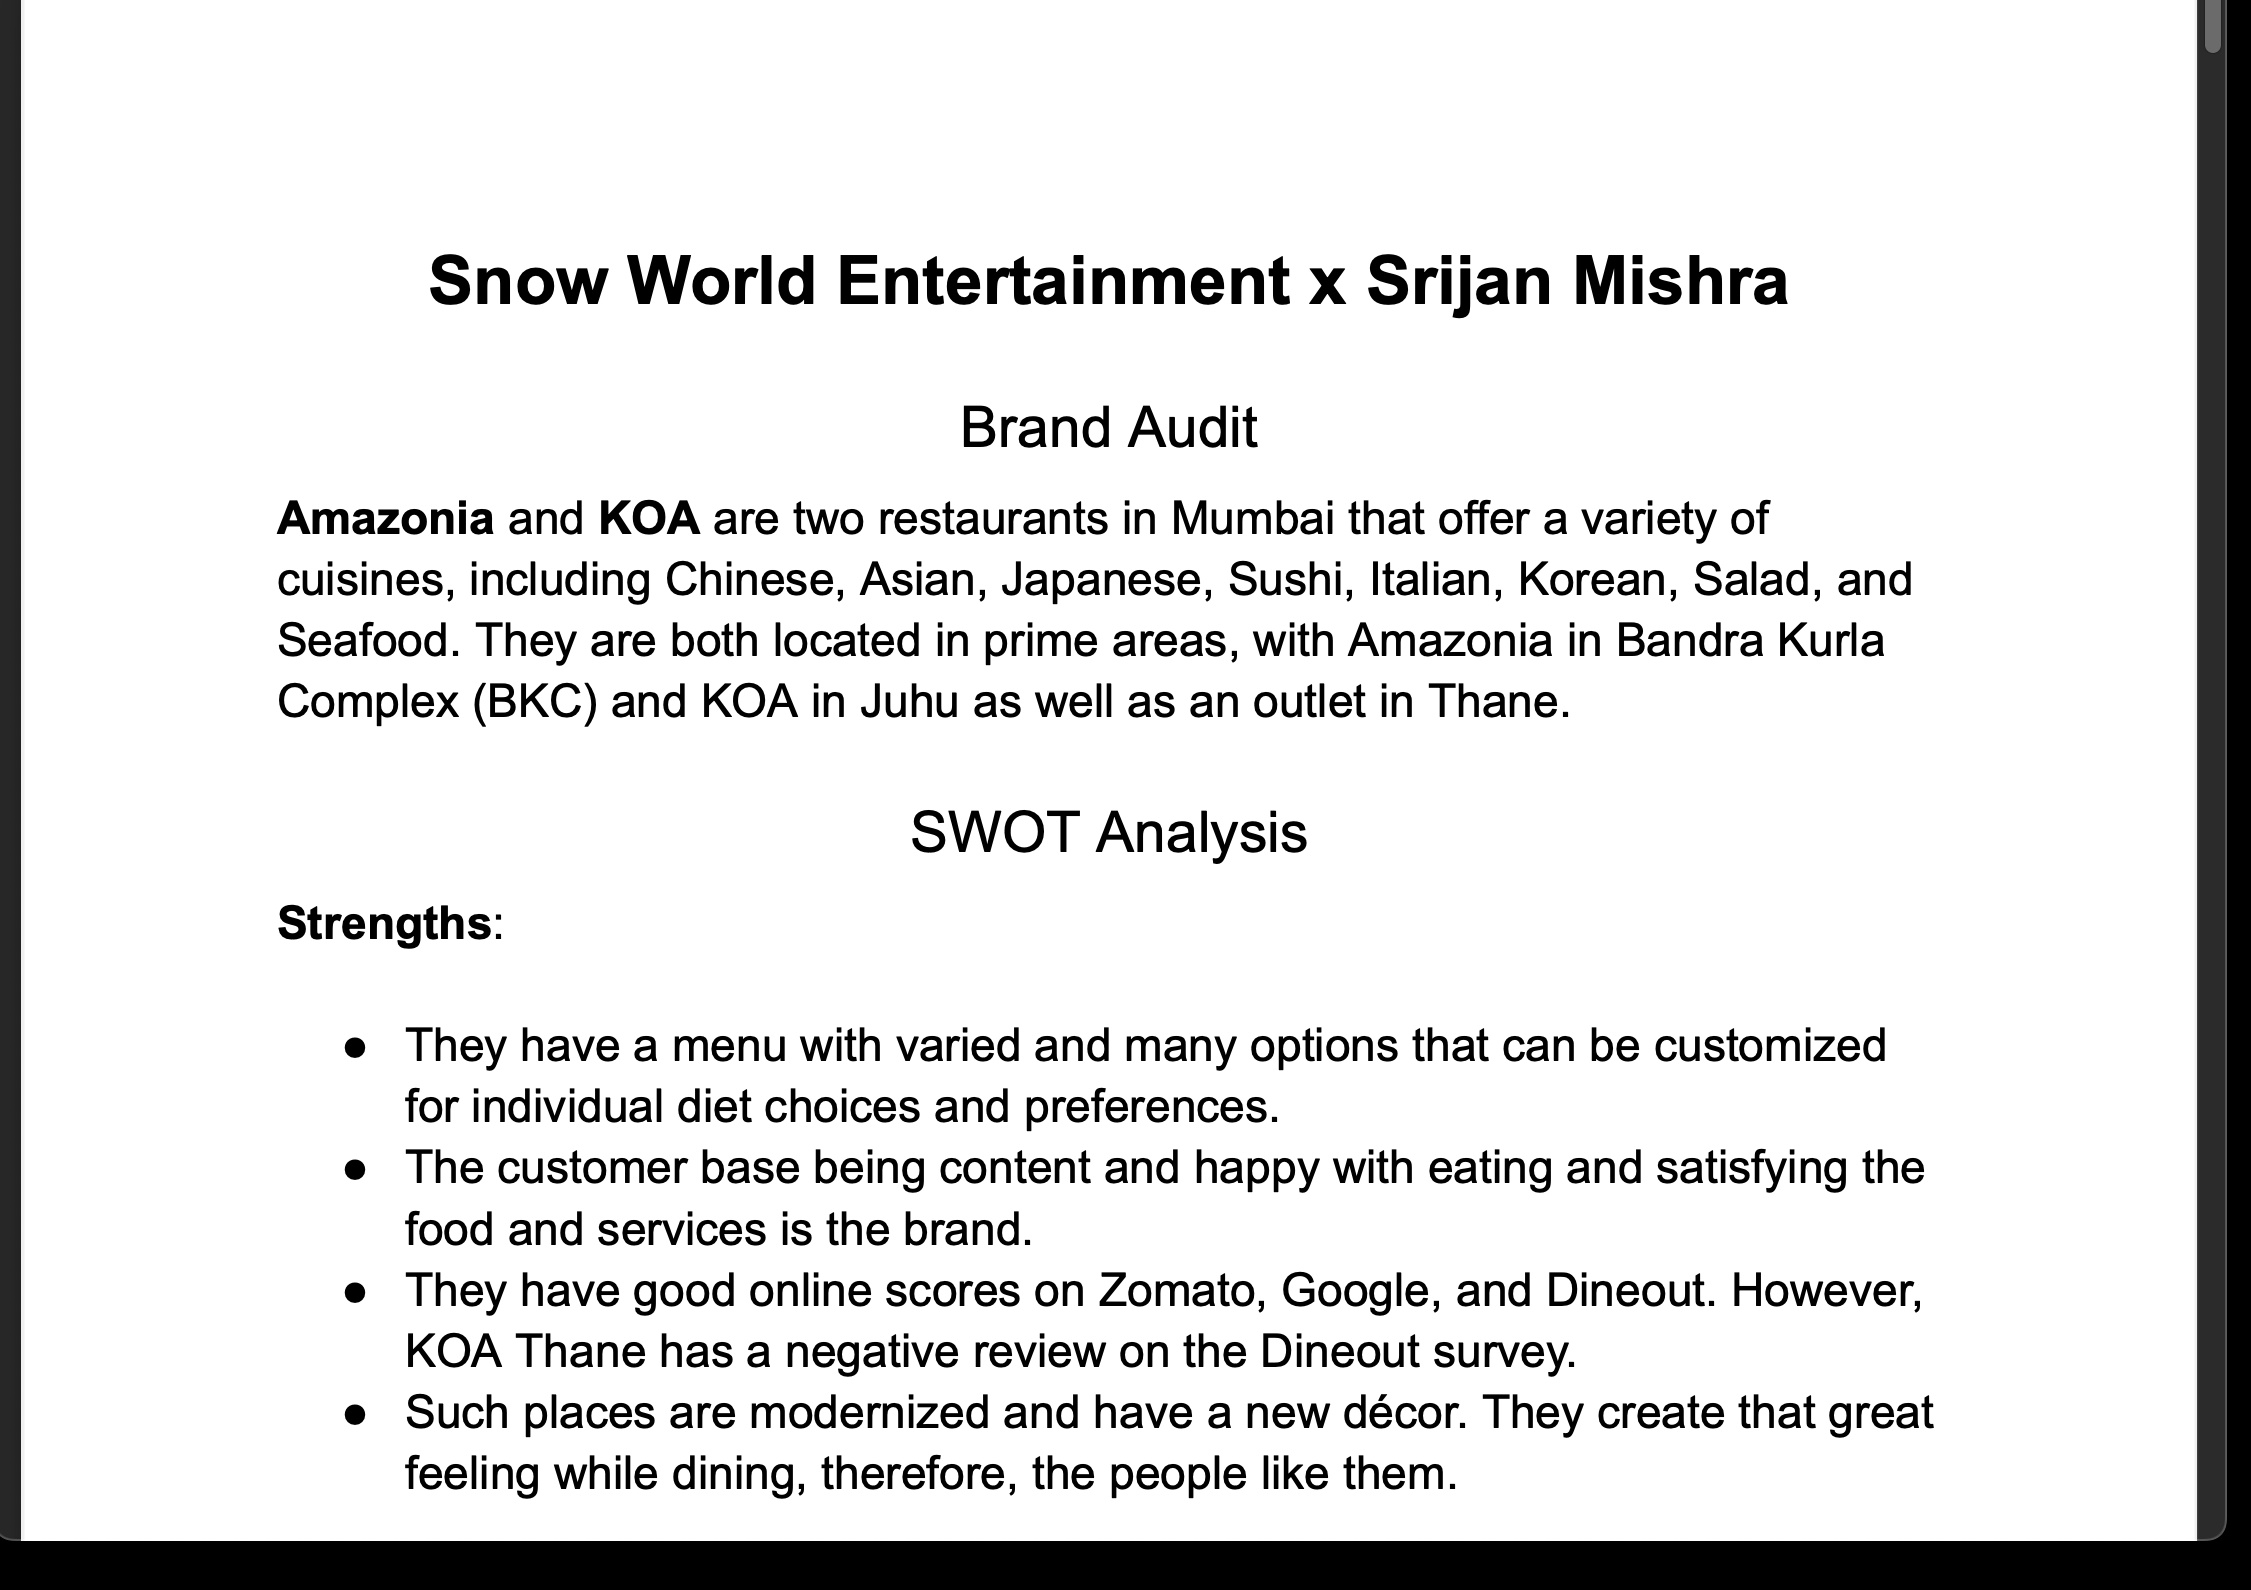 Snow World Entertainment x Srijan Mishra
Brand Audit
Amazonia and KOA are two restaurants in Mumbai that offer a variety of
cuisines, including Chinese, Asian, Japanese, Sushi, Italian, Korean, Salad, and
Seafood. They are both located in prime areas, with Amazonia in Bandra Kurla
Complex (BKC) and KOA in Juhu as well as an outlet in Thane.
SWOT Analysis
Strengths:
● They have a menu with varied and many options that can be customized
for individual diet choices and preferences.
● The customer base being content and happy with eating and satisfying the
food and services is the brand.
● They have good online scores on Zomato, Google, and Dineout. However,
KOA Thane has a negative review on the Dineout survey.
● Such places are modernized and have a new décor. They create that great
feeling while dining, therefore, the people like them.